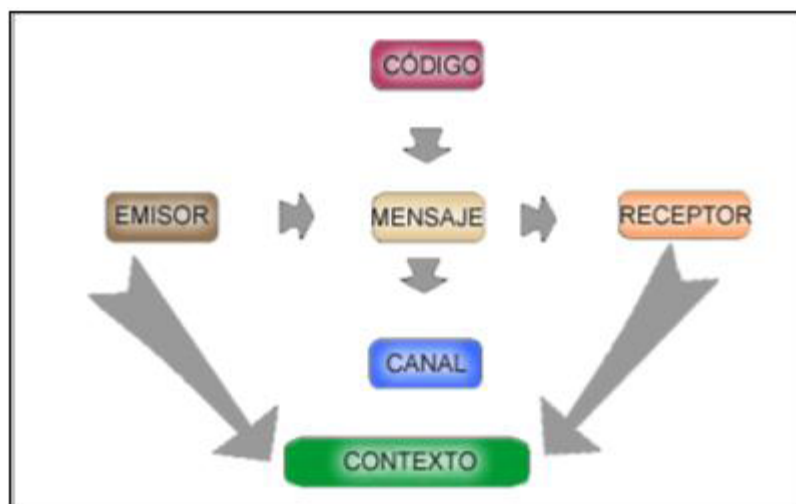 CÓDIGO
EMISOR
MENSAJE
RECEPTOR
CANAL
CONTEXTO